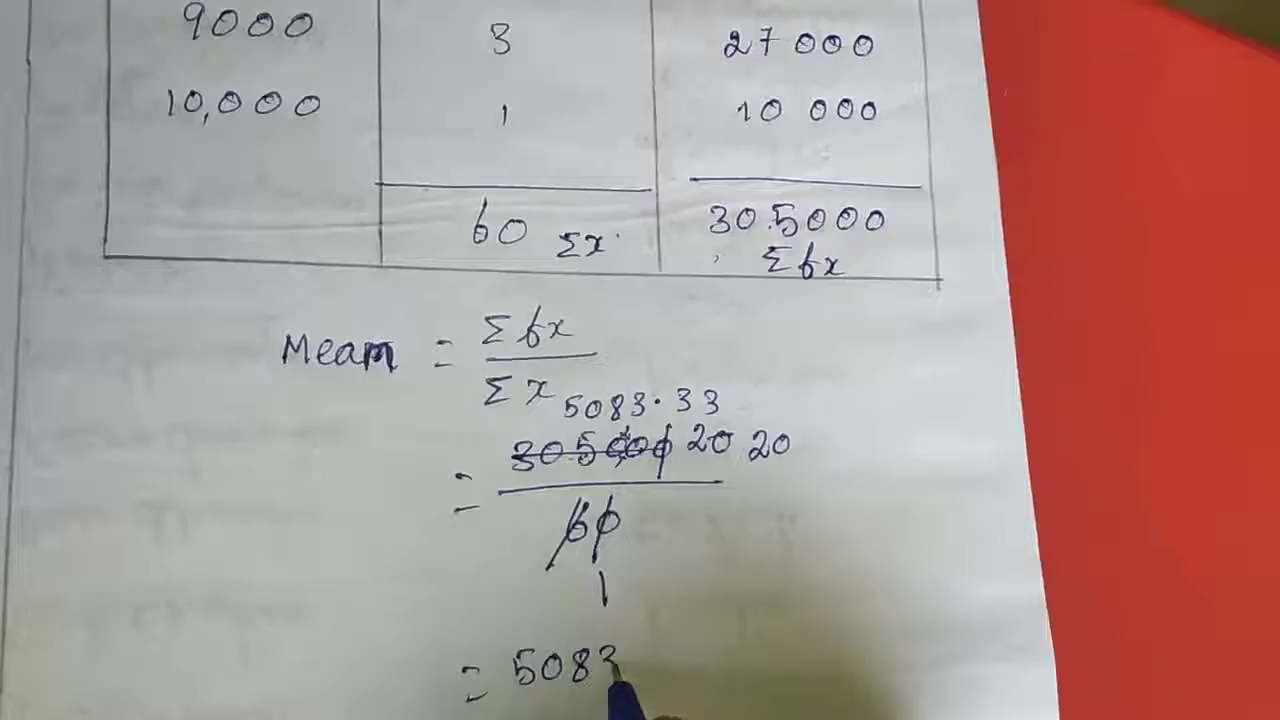 9000 3 27 000
10,000 1 10 000
60 Σx 30.5000
Σfx
Mean = Σfx
Σx
5083.33
= 305000 20 20
60
1
= 5083